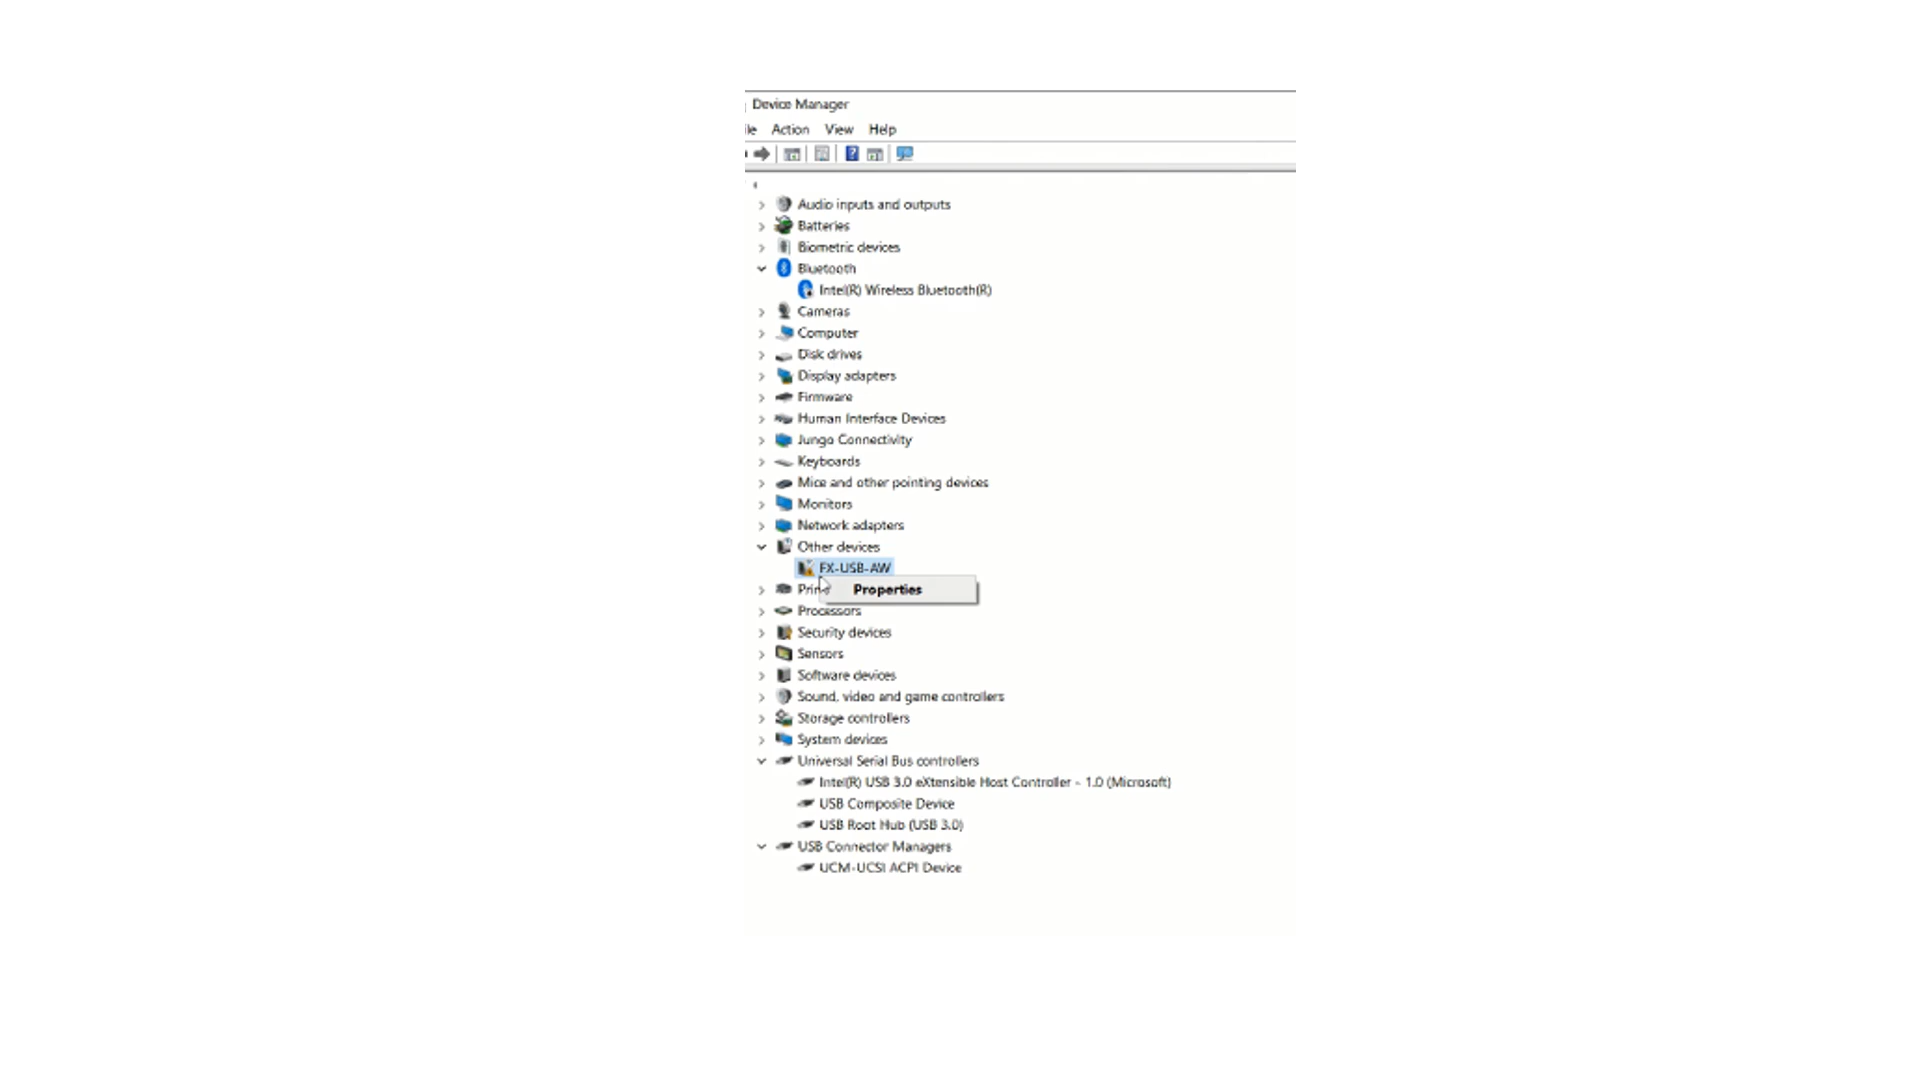 Device Manager
ile Action View Help
Audio inputs and outputs
Batteries
Biometric devices
Bluetooth
Intel(R) Wireless Bluetooth(R)
Cameras
Computer
Disk drives
Display adapters
Firmware
Human Interface Devices
Jungo Connectivity
Keyboards
Mice and other pointing devices
Monitors
Network adapters
Other devices
FX-USB-AW
Prin
Properties
Processors
Security devices
Sensors
Software devices
Sound, video and game controllers
Storage controllers
System devices
Universal Serial Bus controllers
Intel(R) USB 3.0 eXtensible Host Controller - 1.0 (Microsoft)
USB Composite Device
USB Root Hub (USB 3.0)
USB Connector Managers
UCM-UCSI ACPI Device